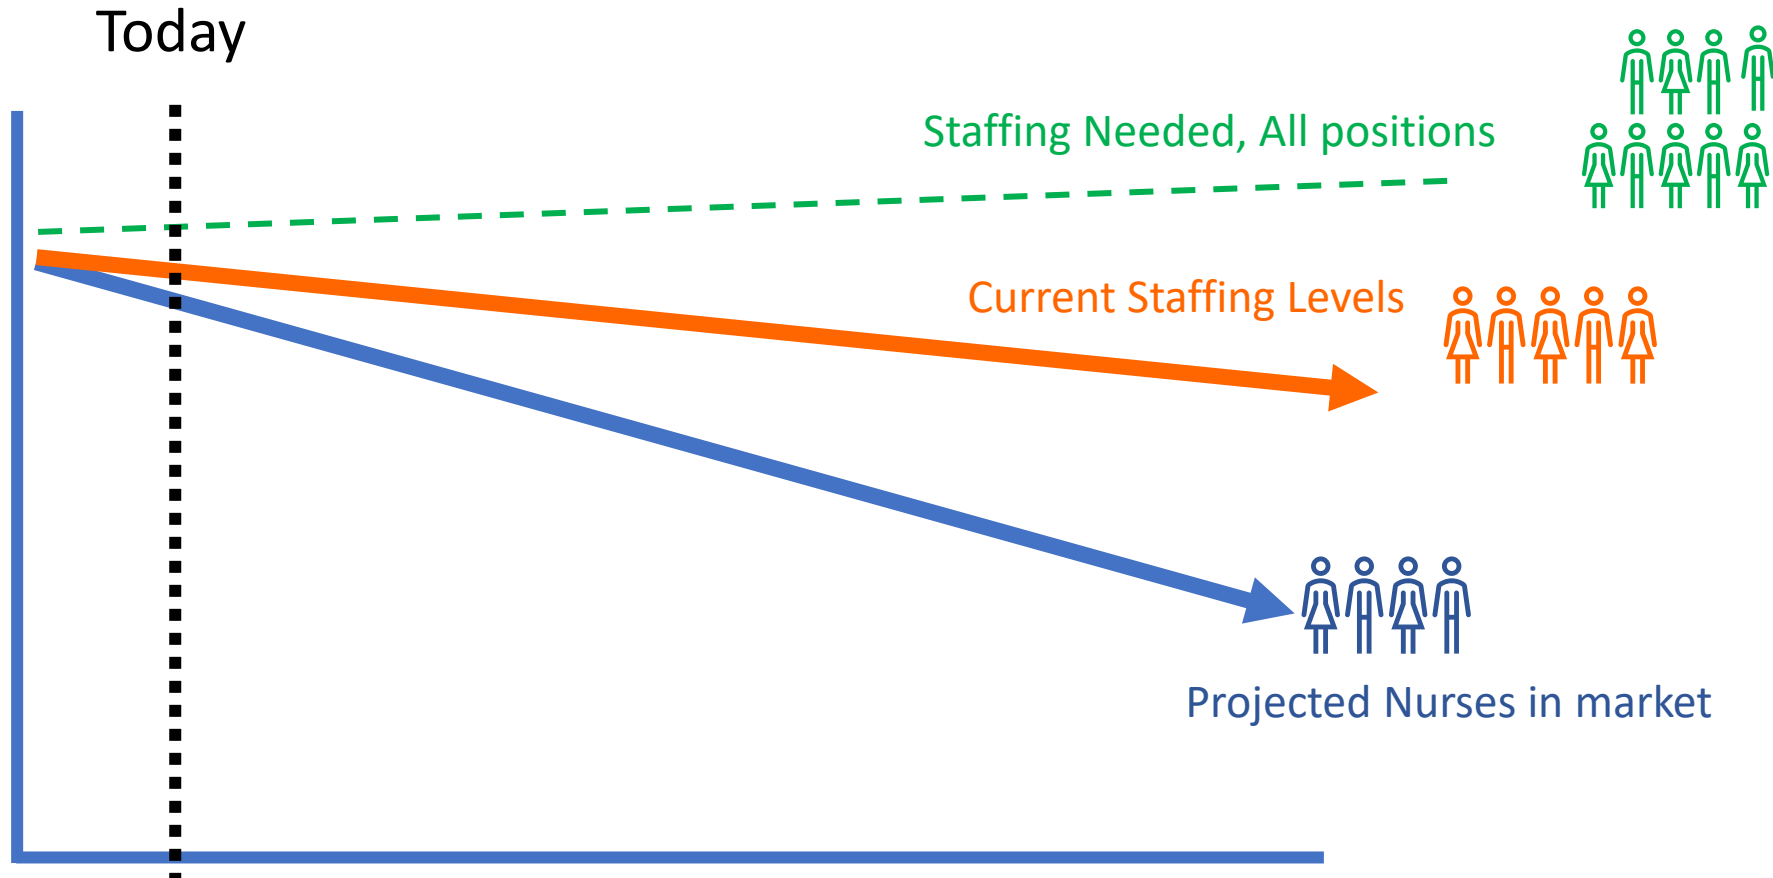 Today
Staffing Needed, All positions
Current Staffing Levels
Projected Nurses in market